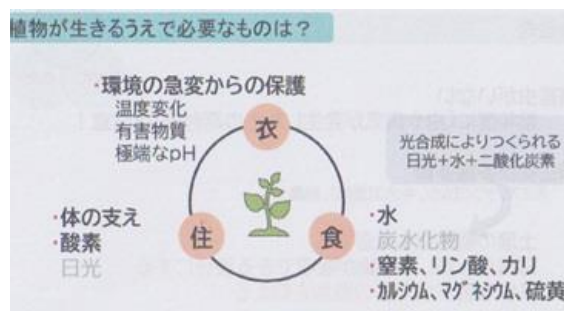 植物が生きるうえで必要なものは？
・環境の急変からの保護
温度変化
有害物質
極端なpH
衣
光合成によりつくられる
日光+水+二酸化炭素
・体の支え
・酸素
日光
住
食
・水
炭水化物
・窒素、リン酸、カリ
・カルシウム、マグネシウム、硫黄